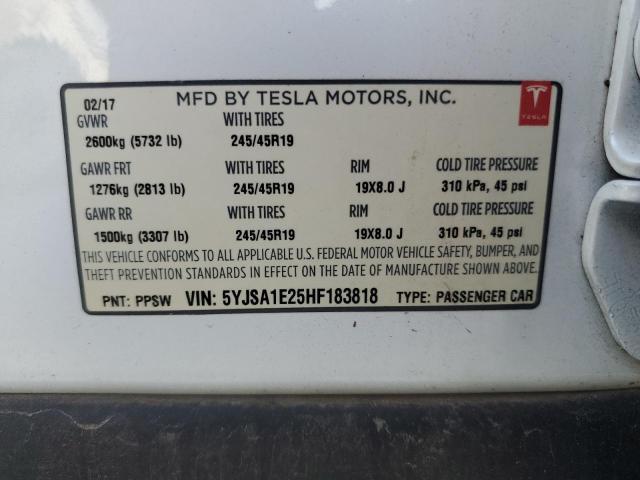 02/17 MFD BY TESLA MOTORS, INC.
TESLA
GVWR WITH TIRES
2600kg (5732 lb) 245/45R19
GAWR FRT WITH TIRES RIM COLD TIRE PRESSURE
1276kg (2813 lb) 245/45R19 19X8.0 J 310 kPa, 45 psi
GAWR RR WITH TIRES RIM COLD TIRE PRESSURE
1500kg (3307 lb) 245/45R19 19X8.0 J 310 kPa, 45 psi
THIS VEHICLE CONFORMS TO ALL APPLICABLE U.S. FEDERAL MOTOR VEHICLE SAFETY, BUMPER, AND
THEFT PREVENTION STANDARDS IN EFFECT ON THE DATE OF MANUFACTURE SHOWN ABOVE.
PNT: PPSW VIN: 5YJSA1E25HF183818 TYPE: PASSENGER CAR